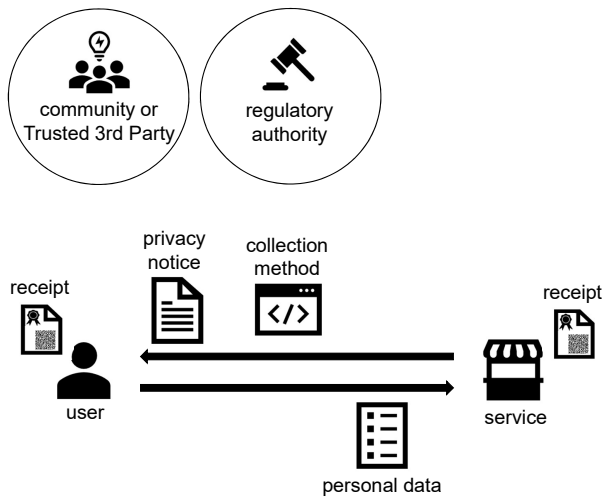 community or
Trusted 3rd Party
regulatory
authority
privacy
notice
collection
method
receipt
receipt
</>
user
service
personal data